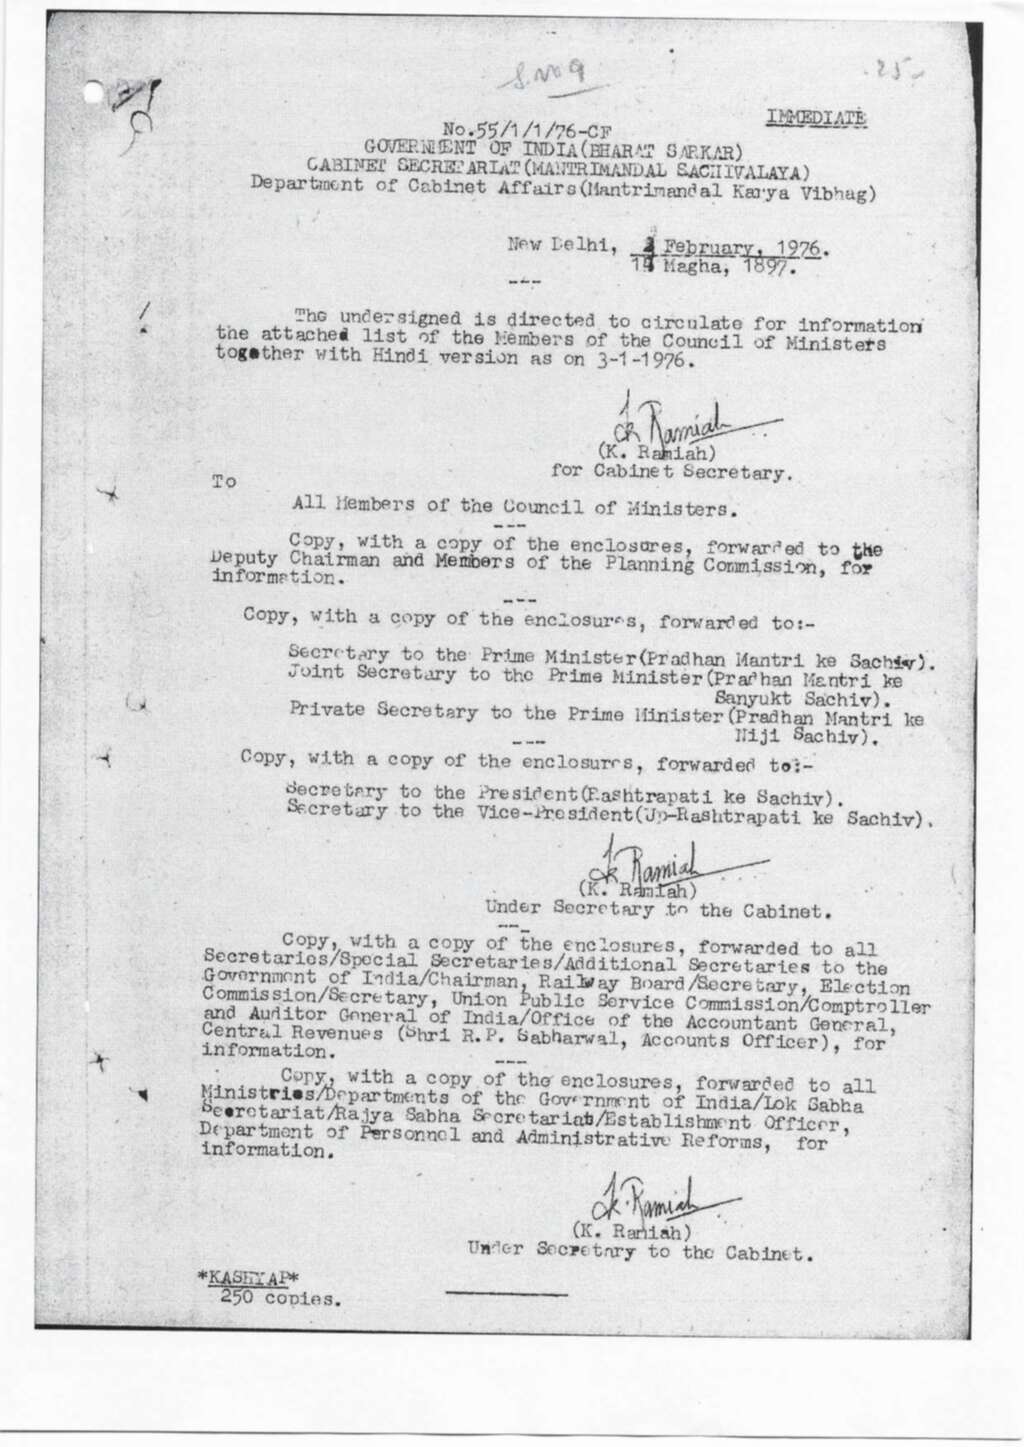 S.No 9
25
IMMEDIATE
No.55/1/1/76-CF
GOVERNMENT OF INDIA(BHARAT SARKAR)
CABINET SECRETARIAT(MANTRIMANDAL SACHIVALAYA)
Department of Cabinet Affairs(Mantrimandal Karya Vibhag)
New Delhi, February, 1976.
14 Magha, 1897.
---
The undersigned is directed to circulate for information
the attached list of the Members of the Council of Ministers
together with Hindi version as on 3-1-1976.
K Ramiah
(K. Ramiah)
for Cabinet Secretary.
To
All Members of the Council of Ministers.
---
Copy, with a copy of the enclosures, forwarded to the
Deputy Chairman and Members of the Planning Commission, for
information.
---
Copy, with a copy of the enclosures, forwarded to:-
Secretary to the Prime Minister(Pradhan Mantri ke Sachiv).
Joint Secretary to the Prime Minister(Pradhan Mantri ke
Sanyukt Sachiv).
Private Secretary to the Prime Minister(Pradhan Mantri ke
Niji Sachiv).
---
Copy, with a copy of the enclosures, forwarded to:-
Secretary to the President(Rashtrapati ke Sachiv).
Secretary to the Vice-President(Up-Rashtrapati ke Sachiv).
K Ramiah
(K. Ramiah)
Under Secretary to the Cabinet.
---
Copy, with a copy of the enclosures, forwarded to all
Secretaries/Special Secretaries/Additional Secretaries to the
Government of India/Chairman, Railway Board/Secretary, Election
Commission/Secretary, Union Public Service Commission/Comptroller
and Auditor General of India/Office of the Accountant General,
Central Revenues (Shri R.P. Sabharwal, Accounts Officer), for
information.
---
Copy, with a copy of the enclosures, forwarded to all
Ministries/Departments of the Government of India/Lok Sabha
Secretariat/Rajya Sabha Secretariat/Establishment Officer,
Department of Personnel and Administrative Reforms, for
information.
K. Ramiah
(K. Ramiah)
Under Secretary to the Cabinet.
*KASHYAP*
250 copies.